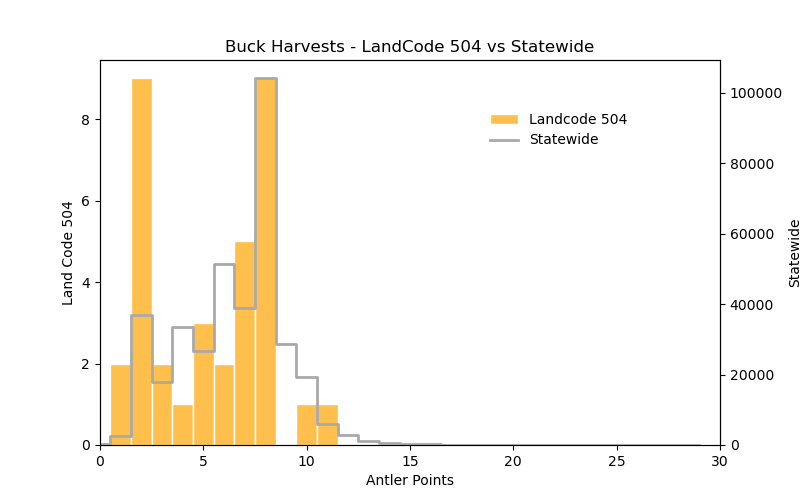 Buck Harvests - LandCode 504 vs Statewide
Landcode 504
Statewide
Land Code 504
8
6
4
2
0
100000
80000
60000
40000
20000
0
Statewide
0 5 10 15 20 25 30
Antler Points